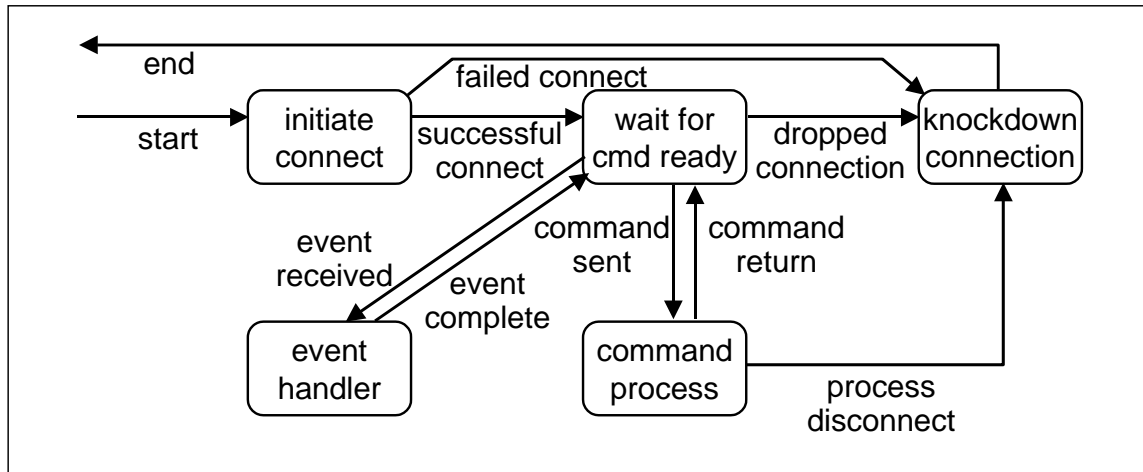 end
failed connect
start
initiate
connect
successful
connect
wait for
cmd ready
dropped
connection
knockdown
connection
event
received
event
complete
command
sent
command
return
event
handler
command
process
process
disconnect